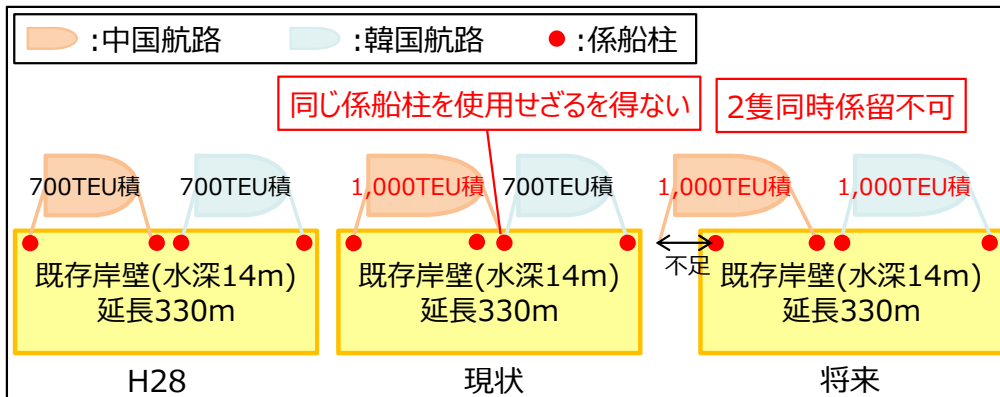 :中国航路 :韓国航路 :係船柱
同じ係船柱を使用せざるを得ない
2隻同時係留不可
700TEU積 700TEU積
1,000TEU積 700TEU積
1,000TEU積 1,000TEU積
不足
既存岸壁(水深14m)
延長330m
既存岸壁(水深14m)
延長330m
既存岸壁(水深14m)
延長330m
H28
現状
将来